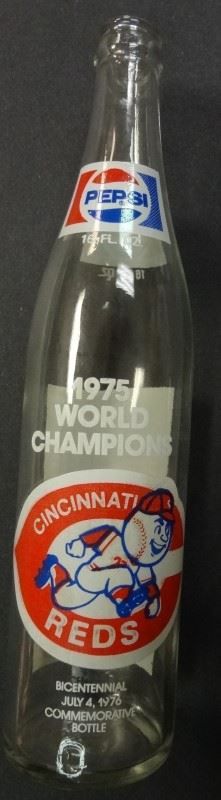 PEPSI
16 FL. OZ.
1975
WORLD
CHAMPIONS
CINCINNATI
REDS
BICENTENNIAL
JULY 4, 1976
COMMEMORATIVE
BOTTLE